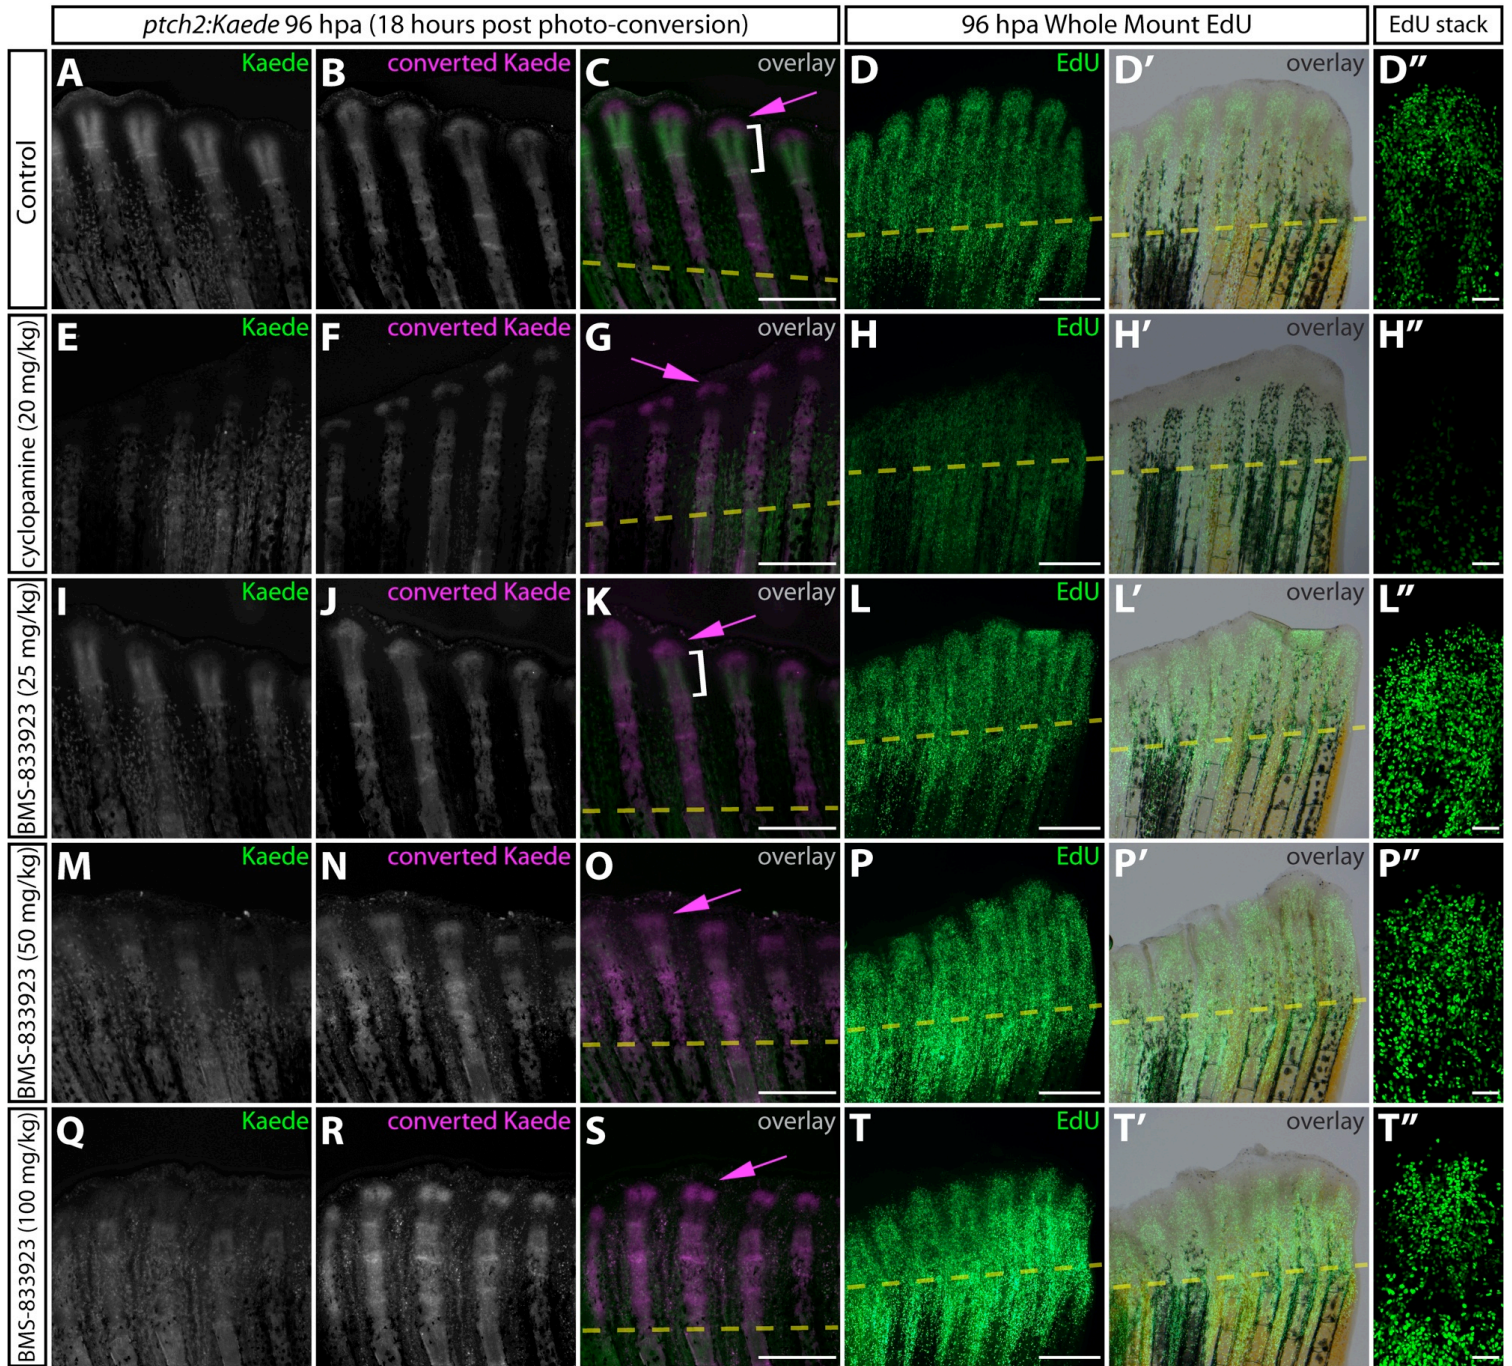 ptch2:Kaede 96 hpa (18 hours post photo-conversion)
96 hpa Whole Mount EdU
EdU stack
Control
A
Kaede
B
converted Kaede
C
overlay
D
EdU
D′
overlay
D″
cyclopamine (20 mg/kg)
E
Kaede
F
converted Kaede
G
overlay
H
EdU
H′
overlay
H″
BMS-833923 (25 mg/kg)
I
Kaede
J
converted Kaede
K
overlay
L
EdU
L′
overlay
L″
BMS-833923 (50 mg/kg)
M
Kaede
N
converted Kaede
O
overlay
P
EdU
P′
overlay
P″
BMS-833923 (100 mg/kg)
Q
Kaede
R
converted Kaede
S
overlay
T
EdU
T′
overlay
T″